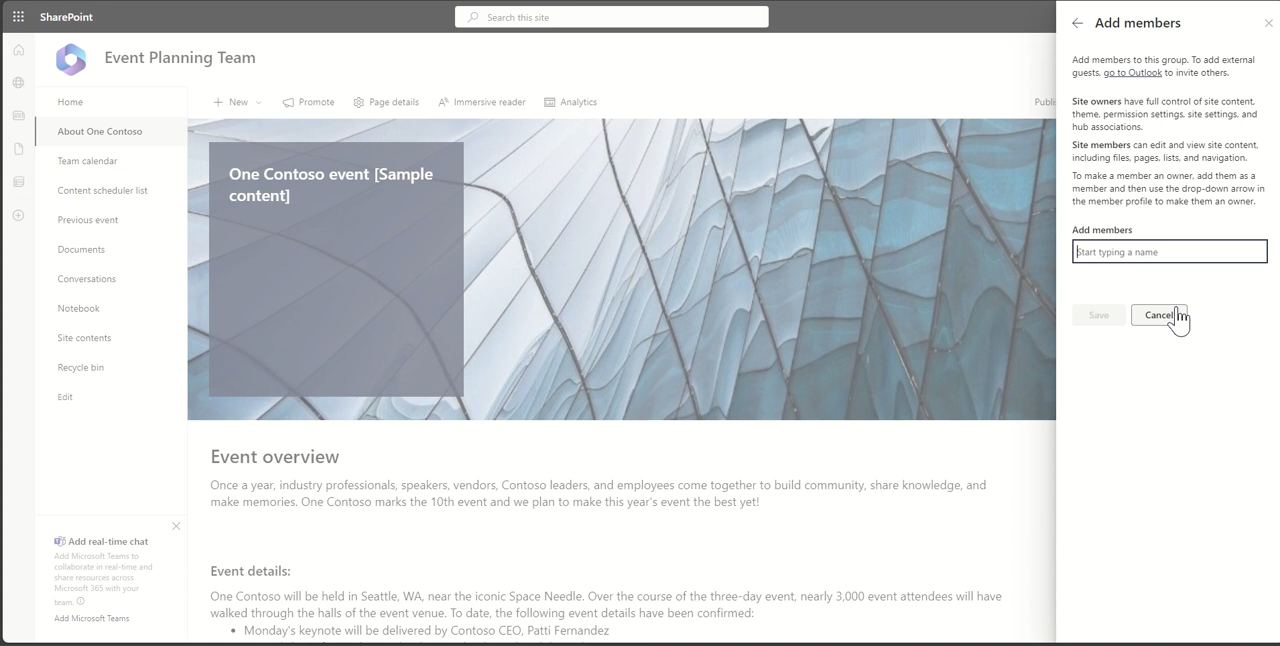 SharePoint
Search this site
Event Planning Team
Home
About One Contoso
Team calendar
Content scheduler list
Previous event
Documents
Conversations
Notebook
Site contents
Recycle bin
Edit
Add real-time chat
Add Microsoft Teams to
collaborate in real-time and
share resources across
Microsoft 365 with your
team.
Add Microsoft Teams
New
Promote
Page details
Immersive reader
Analytics
Publis
One Contoso event [Sample
content]
Event overview
Once a year, industry professionals, speakers, vendors, Contoso leaders, and employees come together to build community, share knowledge, and
make memories. One Contoso marks the 10th event and we plan to make this year's event the best yet!
Event details:
One Contoso will be held in Seattle, WA, near the iconic Space Needle. Over the course of the three-day event, nearly 3,000 event attendees will have
walked through the halls of the event venue. To date, the following event details have been confirmed:
• Monday's keynote will be delivered by Contoso CEO, Patti Fernandez
Add members
Add members to this group. To add external
guests, go to Outlook to invite others.
Site owners have full control of site content,
theme, permission settings, site settings, and
hub associations.
Site members can edit and view site content,
including files, pages, lists, and navigation.
To make a member an owner, add them as a
member and then use the drop-down arrow in
the member profile to make them an owner.
Add members
Start typing a name
Save
Cancel